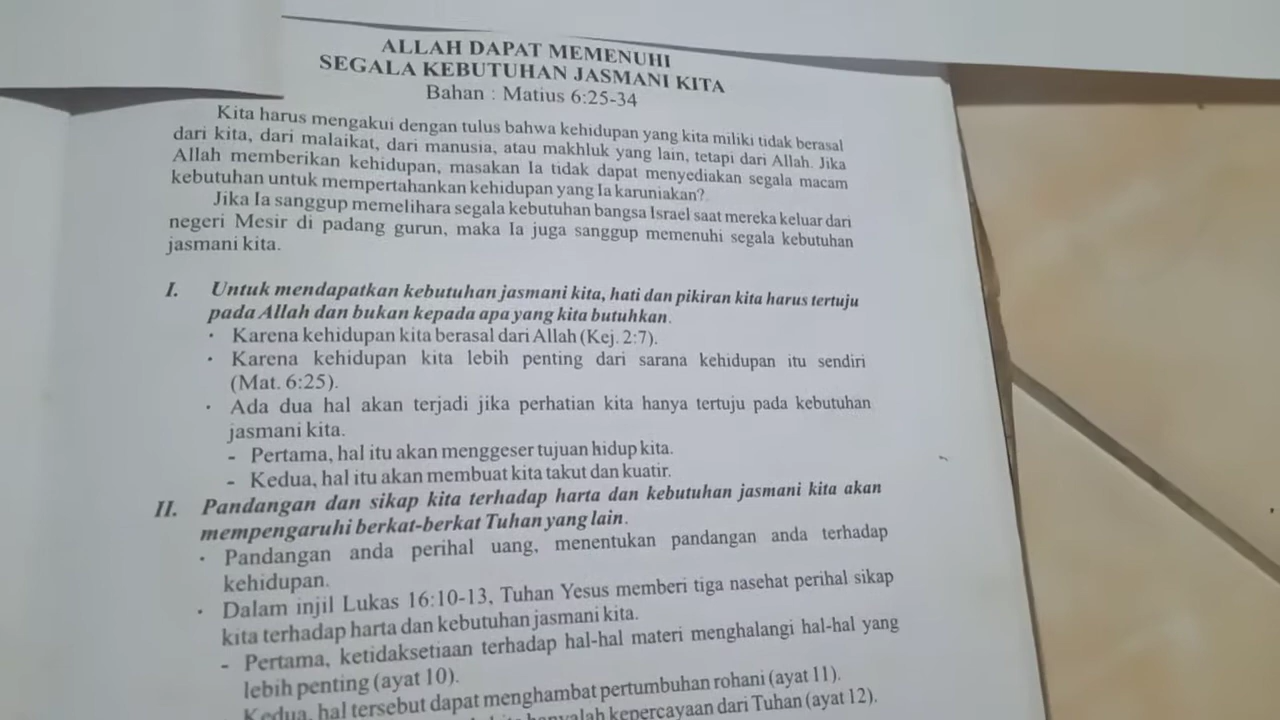 ALLAH DAPAT MEMENUHI
SEGALA KEBUTUHAN JASMANI KITA
Bahan : Matius 6:25-34
Kita harus mengakui dengan tulus bahwa kehidupan yang kita miliki tidak berasal
dari kita, dari malaikat, dari manusia, atau makhluk yang lain, tetapi dari Allah. Jika
Allah memberikan kehidupan, masakan Ia tidak dapat menyediakan segala macam
kebutuhan untuk mempertahankan kehidupan yang Ia karuniakan?
Jika Ia sanggup memelihara segala kebutuhan bangsa Israel saat mereka keluar dari
negeri Mesir di padang gurun, maka Ia juga sanggup memenuhi segala kebutuhan
jasmani kita.
I. Untuk mendapatkan kebutuhan jasmani kita, hati dan pikiran kita harus tertuju
pada Allah dan bukan kepada apa yang kita butuhkan.
· Karena kehidupan kita berasal dari Allah (Kej. 2:7).
· Karena kehidupan kita lebih penting dari sarana kehidupan itu sendiri
(Mat. 6:25).
· Ada dua hal akan terjadi jika perhatian kita hanya tertuju pada kebutuhan
jasmani kita.
- Pertama, hal itu akan menggeser tujuan hidup kita.
- Kedua, hal itu akan membuat kita takut dan kuatir.
II. Pandangan dan sikap kita terhadap harta dan kebutuhan jasmani kita akan
mempengaruhi berkat-berkat Tuhan yang lain.
· Pandangan anda perihal uang, menentukan pandangan anda terhadap
kehidupan.
· Dalam injil Lukas 16:10-13, Tuhan Yesus memberi tiga nasehat perihal sikap
kita terhadap harta dan kebutuhan jasmani kita.
- Pertama, ketidaksetiaan terhadap hal-hal materi menghalangi hal-hal yang
lebih penting (ayat 10).
Kedua, hal tersebut dapat menghambat pertumbuhan rohani (ayat 11).
kepercayaan dari Tuhan (ayat 12).